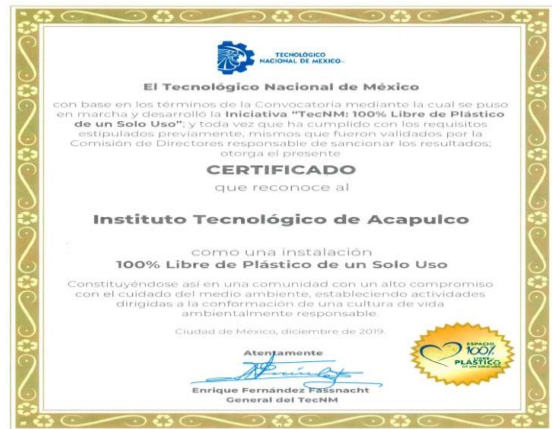 TECNOLÓGICO
NACIONAL DE MÉXICO
El Tecnológico Nacional de México
con base en los términos de la Convocatoria mediante la cual se puso
en marcha y desarrolló la Iniciativa "TecNM: 100% Libre de Plástico
de un Solo Uso"; y toda vez que ha cumplido con los requisitos
estipulados previamente, mismos que fueron validados por la
Comisión de Directores responsable de sancionar los resultados;
otorga el presente
CERTIFICADO
que reconoce al
Instituto Tecnológico de Acapulco
como una instalación
100% Libre de Plástico de un Solo Uso
Constituyéndose así en una comunidad con un alto compromiso
con el cuidado del medio ambiente, estableciendo actividades
dirigidas a la conformación de una cultura de vida
ambientalmente responsable.
Ciudad de México, diciembre de 2019.
Atentamente
Enrique Fernández Fassnacht
General del TecNM
ESPACIO
100%
LIBRE
PLÁSTICO
DE UN SOLO USO